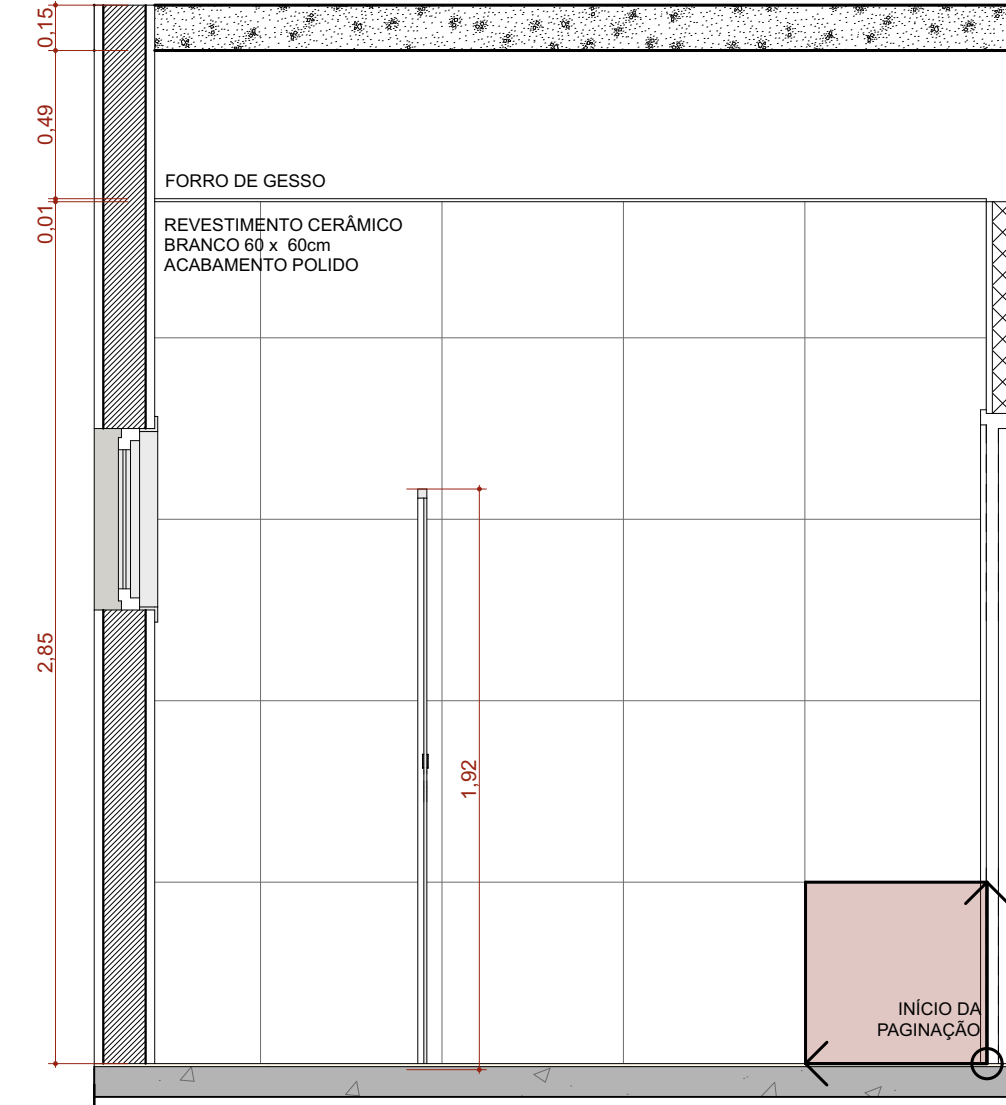 0,15
0,49
0,01
FORRO DE GESSO
REVESTIMENTO CERÂMICO
BRANCO 60 x 60cm
ACABAMENTO POLIDO
2,85
1,92
INÍCIO DA
PAGINAÇÃO